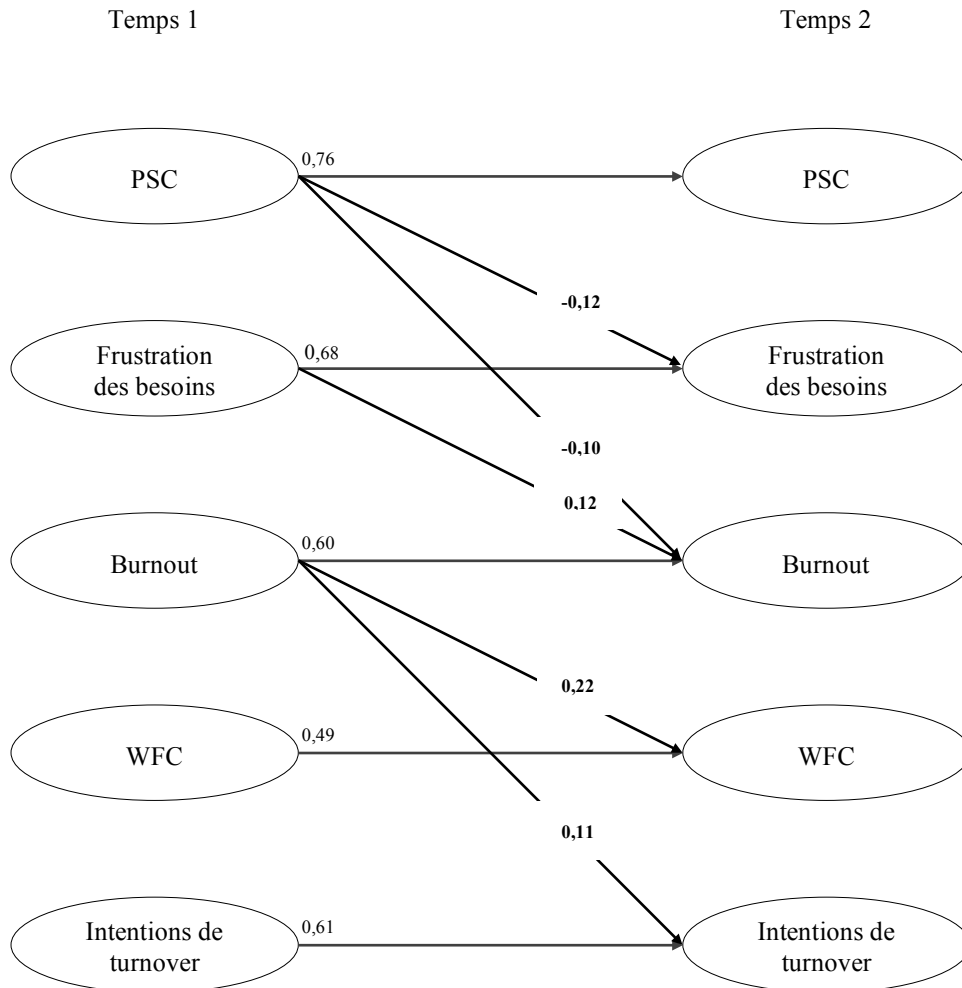 Temps 1
Temps 2
0,76
PSC
PSC
-0,12
Frustration
des besoins
0,68
Frustration
des besoins
-0,10
0,12
0,60
Burnout
Burnout
0,22
0,49
WFC
WFC
0,11
Intentions de
turnover
0,61
Intentions de
turnover